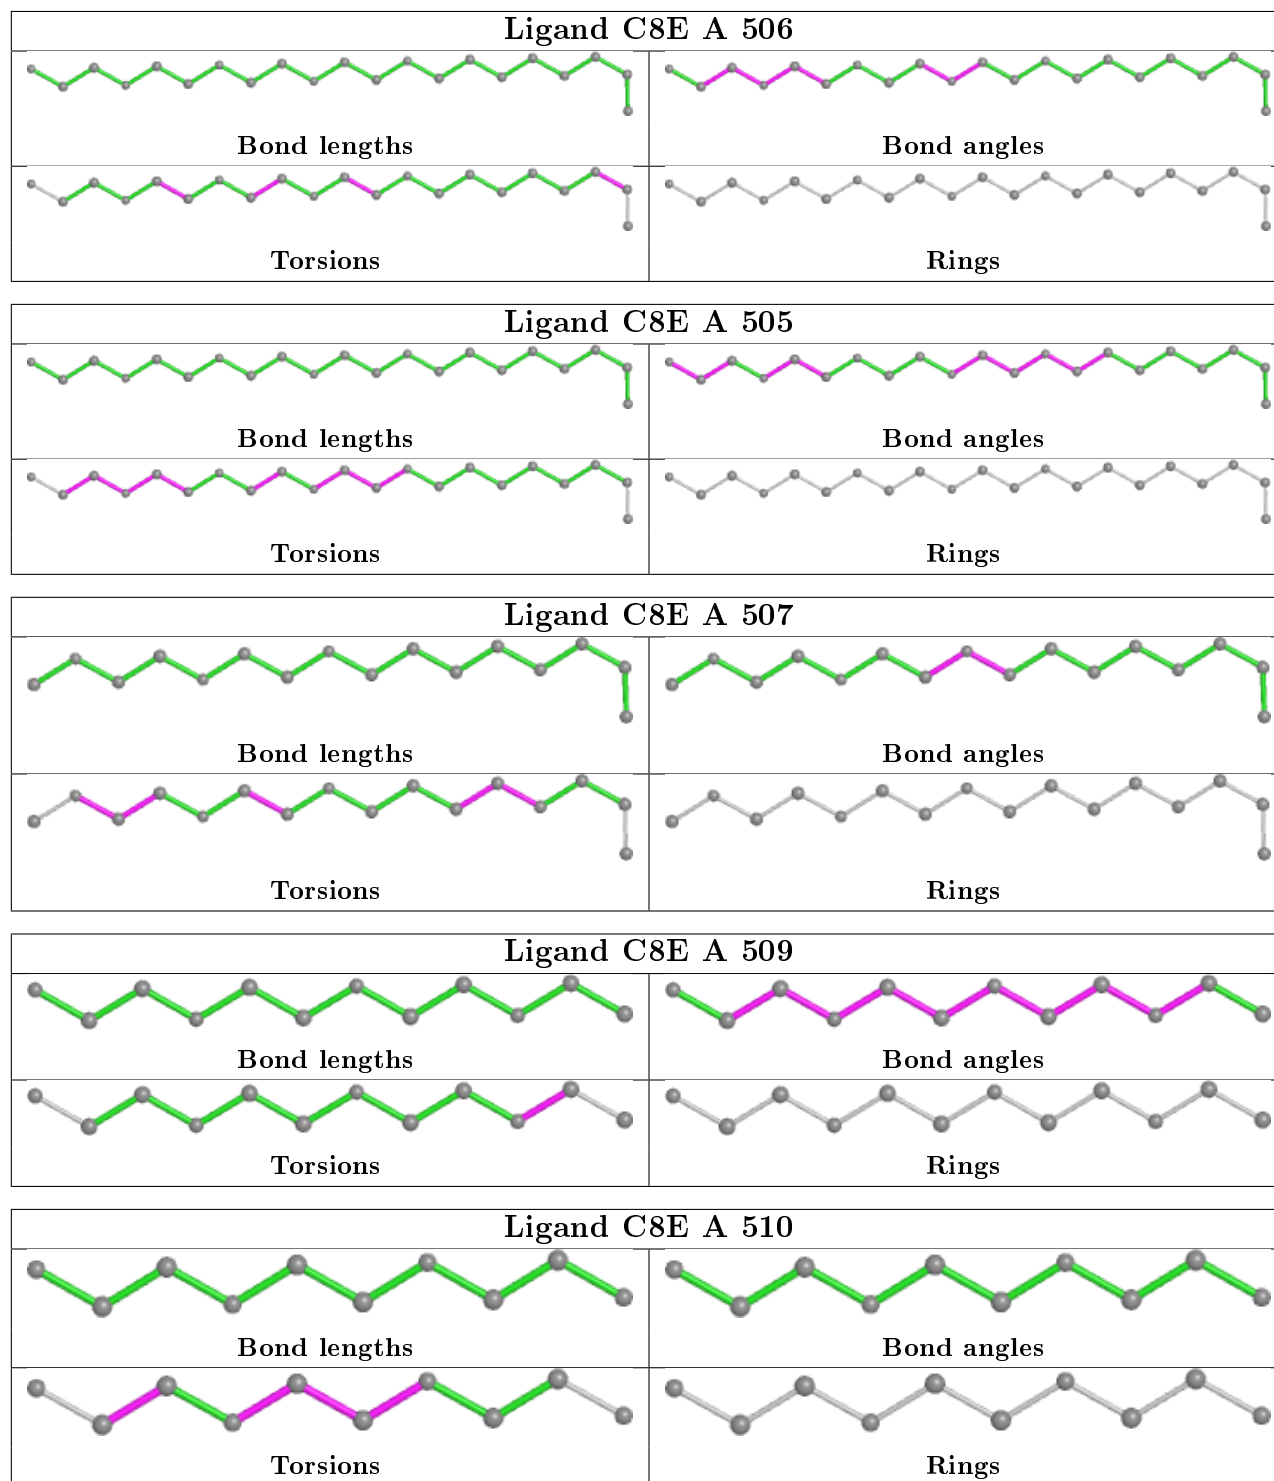 Ligand C8E A 506
Bond lengths
Bond angles
Torsions
Rings
Ligand C8E A 505
Bond lengths
Bond angles
Torsions
Rings
Ligand C8E A 507
Bond lengths
Bond angles
Torsions
Rings
Ligand C8E A 509
Bond lengths
Bond angles
Torsions
Rings
Ligand C8E A 510
Bond lengths
Bond angles
Torsions
Rings